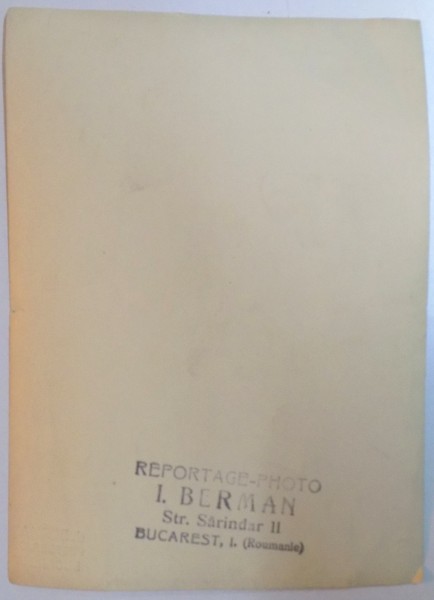 REPORTAGE-PHOTO
I. BERMAN
Str. Sărindar 11
BUCAREST, I. (Roumanie)